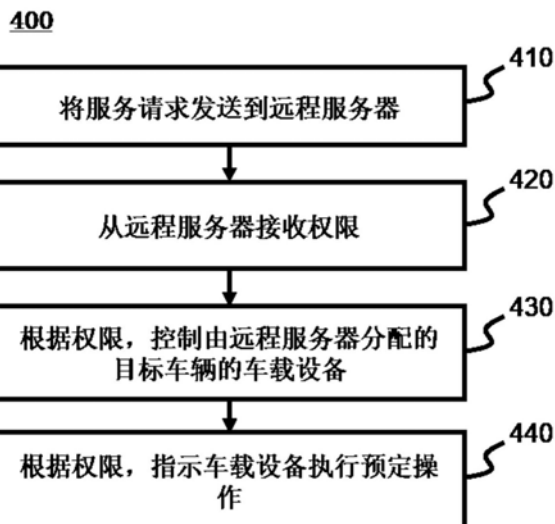 400
410
将服务请求发送到远程服务器
420
从远程服务器接收权限
430
根据权限，控制由远程服务器分配的
目标车辆的车载设备
440
根据权限，指示车载设备执行预定操
作